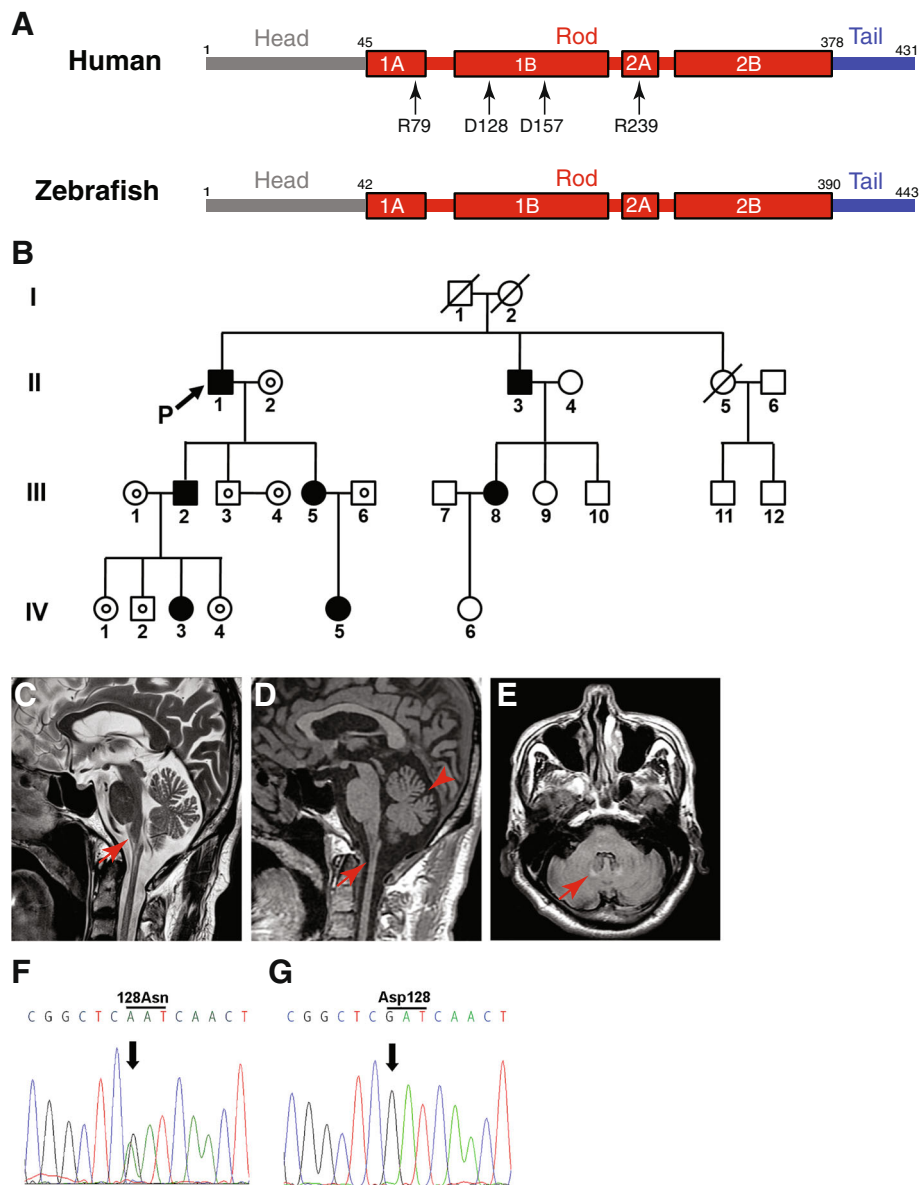 A
Human
1 Head 45 Rod 378 Tail 431
1A 1B 2A 2B
R79 D128 D157 R239
Zebrafish
1 Head 42 Rod 390 Tail 443
1A 1B 2A 2B
B
I
1 2
II
P 1 2 3 4 5 6
III
1 2 3 4 5 6 7 8 9 10 11 12
IV
1 2 3 4 5 6
C D E
F G
128Asn Asp128
C G G C T C A A T C A A C T
C G G C T C G A T C A A C T